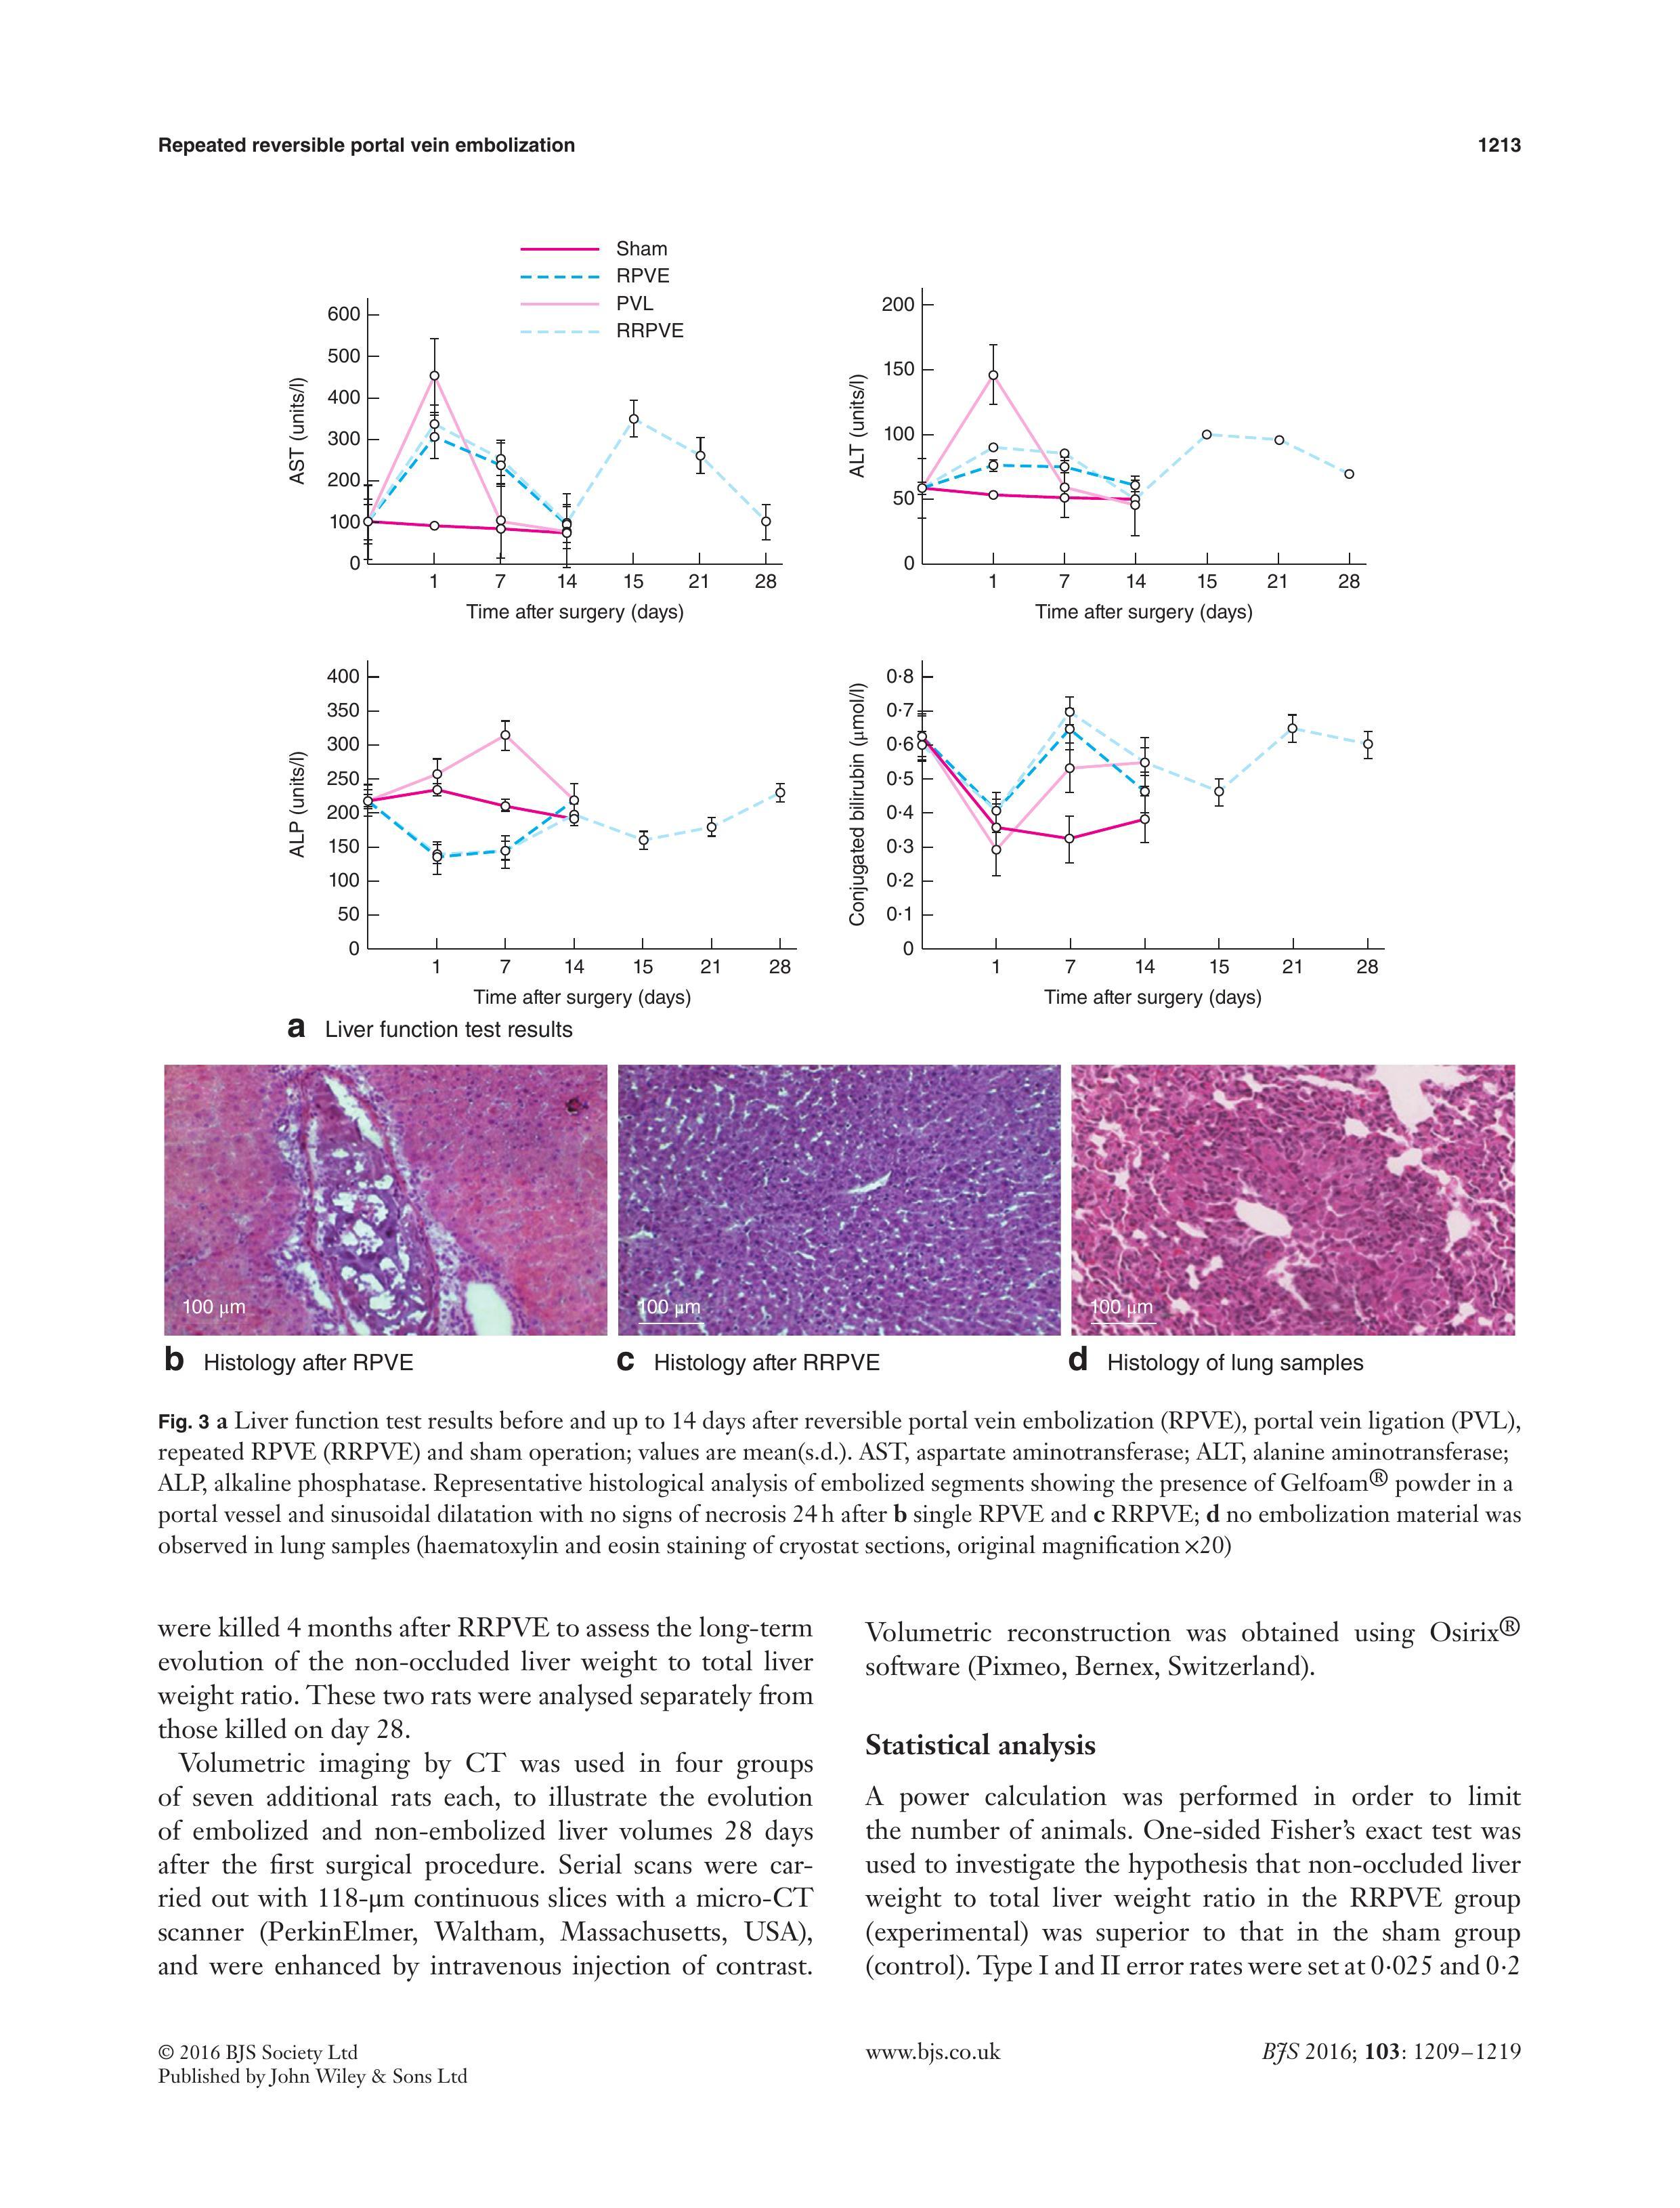 Repeated reversible portal vein embolization
1213
Sham
RPVE
PVL
RRPVE
AST (units/l)
600
500
400
300
200
100
0
1 7 14 15 21 28
Time after surgery (days)
ALT (units/l)
200
150
100
50
0
1 7 14 15 21 28
Time after surgery (days)
ALP (units/l)
400
350
300
250
200
150
100
50
0
1 7 14 15 21 28
Time after surgery (days)
Conjugated bilirubin (μmol/l)
0·8
0·7
0·6
0·5
0·4
0·3
0·2
0·1
0
1 7 14 15 21 28
Time after surgery (days)
a Liver function test results
100 μm
100 μm
100 μm
b Histology after RPVE
c Histology after RRPVE
d Histology of lung samples
Fig. 3 a Liver function test results before and up to 14 days after reversible portal vein embolization (RPVE), portal vein ligation (PVL),
repeated RPVE (RRPVE) and sham operation; values are mean(s.d.). AST, aspartate aminotransferase; ALT, alanine aminotransferase;
ALP, alkaline phosphatase. Representative histological analysis of embolized segments showing the presence of Gelfoam® powder in a
portal vessel and sinusoidal dilatation with no signs of necrosis 24 h after b single RPVE and c RRPVE; d no embolization material was
observed in lung samples (haematoxylin and eosin staining of cryostat sections, original magnification ×20)
were killed 4 months after RRPVE to assess the long-term
evolution of the non-occluded liver weight to total liver
weight ratio. These two rats were analysed separately from
those killed on day 28.
Volumetric imaging by CT was used in four groups
of seven additional rats each, to illustrate the evolution
of embolized and non-embolized liver volumes 28 days
after the first surgical procedure. Serial scans were car-
ried out with 118-μm continuous slices with a micro-CT
scanner (PerkinElmer, Waltham, Massachusetts, USA),
and were enhanced by intravenous injection of contrast.
Volumetric reconstruction was obtained using Osirix®
software (Pixmeo, Bernex, Switzerland).
Statistical analysis
A power calculation was performed in order to limit
the number of animals. One-sided Fisher's exact test was
used to investigate the hypothesis that non-occluded liver
weight to total liver weight ratio in the RRPVE group
(experimental) was superior to that in the sham group
(control). Type I and II error rates were set at 0·025 and 0·2
© 2016 BJS Society Ltd
Published by John Wiley & Sons Ltd
www.bjs.co.uk
BJS 2016; 103: 1209–1219